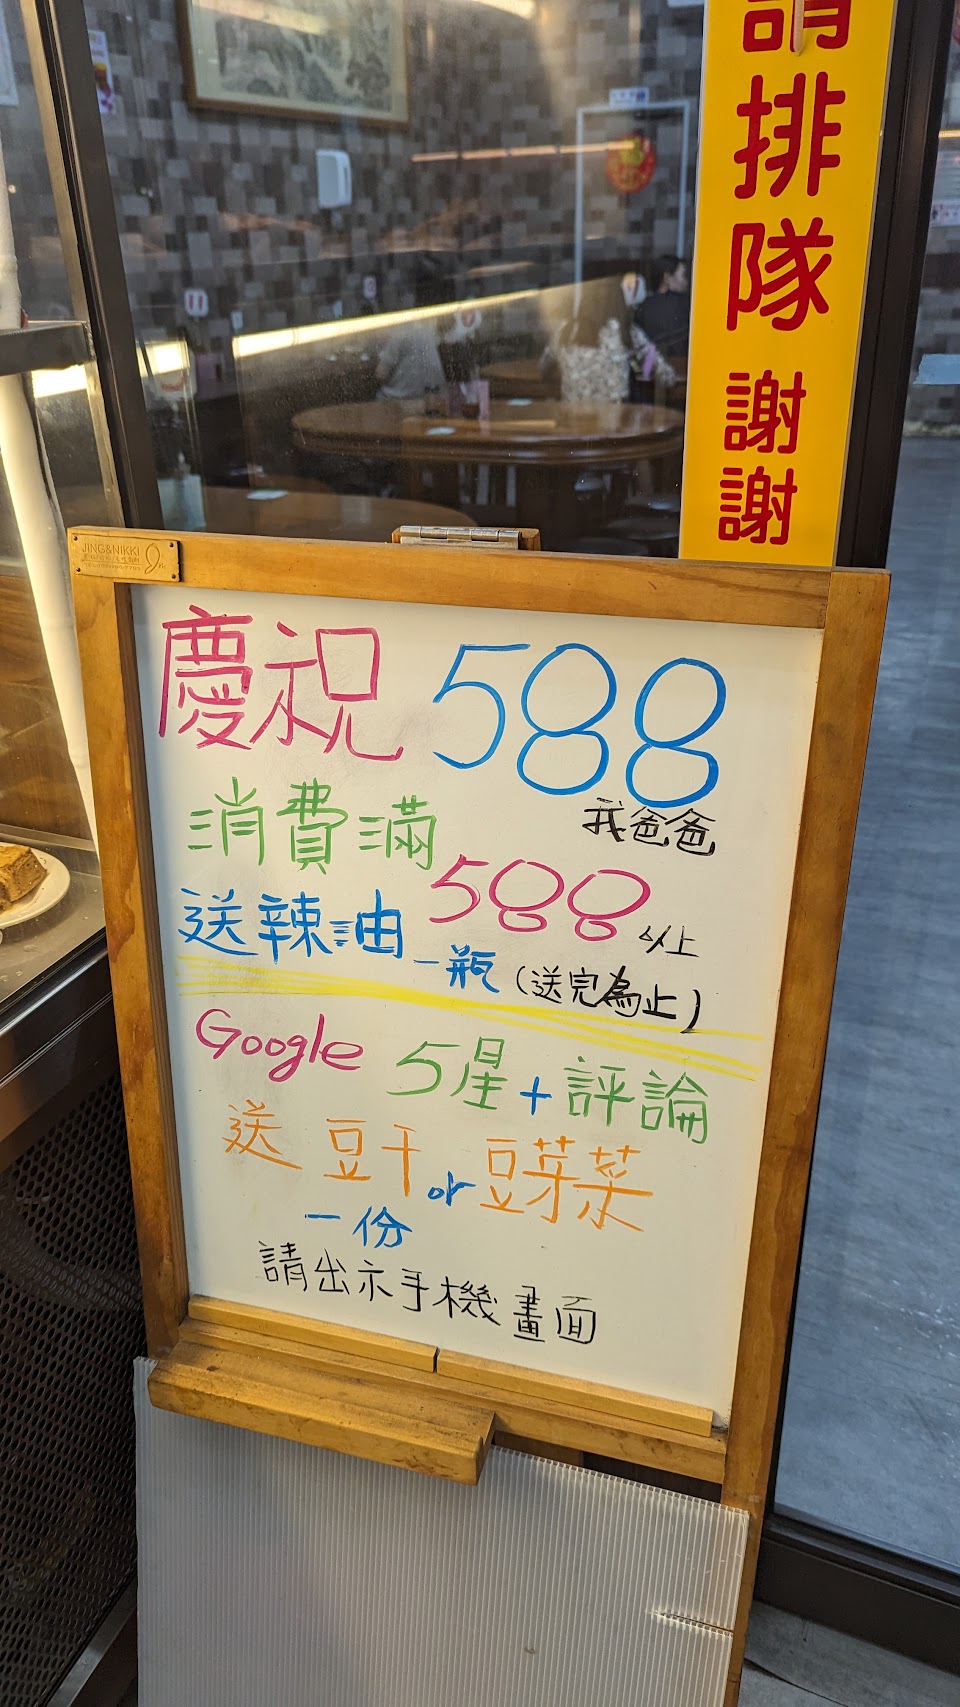 請排隊 謝謝
JING&NIKKI
慶祝 588
我爸爸
消費滿 588 以上
送辣油一瓶 (送完為止)
Google 5星+評論
送 豆干 or 豆芽菜
一份
請出示手機畫面